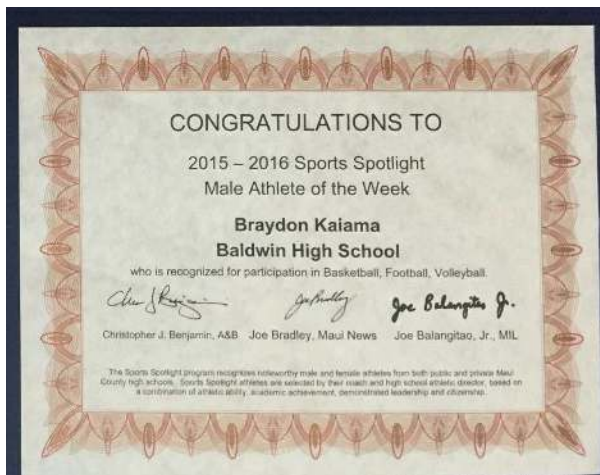 CONGRATULATIONS TO
2015 – 2016 Sports Spotlight
Male Athlete of the Week
Braydon Kaiama
Baldwin High School
who is recognized for participation in Basketball, Football, Volleyball.
Joe Balangitao Jr.
Christopher J. Benjamin, A&B Joe Bradley, Maui News Joe Balangitao, Jr., MIL
The Sports Spotlight program recognizes noteworthy male and female athletes from both public and private Maui
County high schools. Sports Spotlight athletes are selected by their coach and high school athletic director, based on
a combination of athletic ability, academic achievement, demonstrated leadership and citizenship.